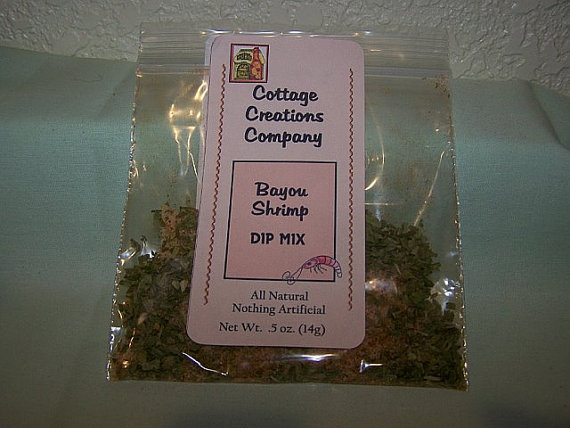 Cottage
Creations
Company
Bayou
Shrimp
DIP MIX
All Natural
Nothing Artificial
Net Wt. .5 oz. (14g)